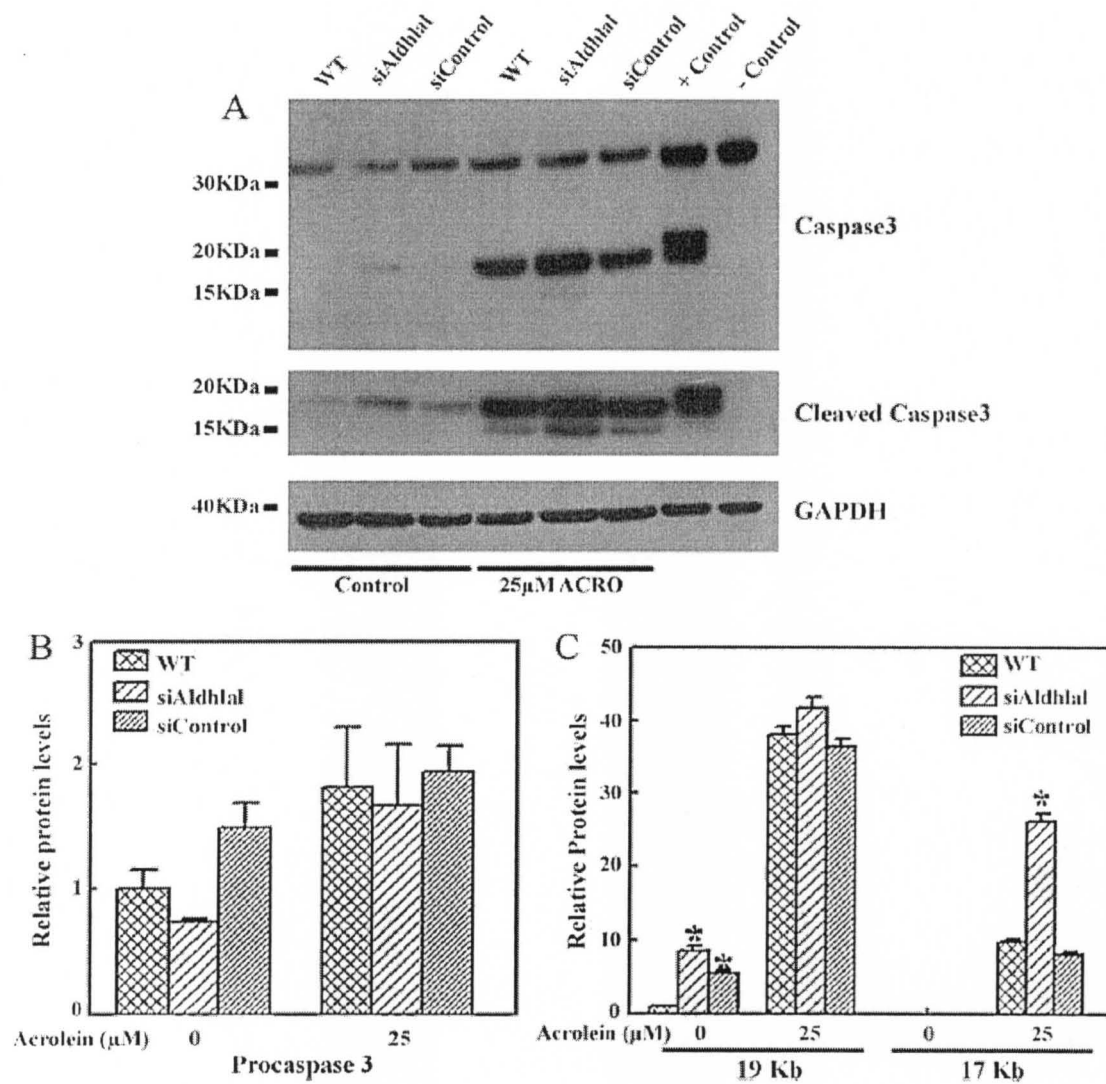 WT siAldhlal siControl WT siAldhlal siControl + Control - Control
A
30KDa
20KDa
15KDa
Caspase3
20KDa
15KDa
Cleaved Caspase3
40KDa
GAPDH
Control 25µM ACRO
B
3
2
1
0
Relative protein levels
WT
siAldhlal
siControl
Acrolein (µM) 0 25
Procaspase 3
C
50
40
30
20
10
0
Relative Protein levels
WT
siAldhlal
siControl
*
*
*
Acrolein (µM) 0 25 0 25
19 Kb 17 Kb